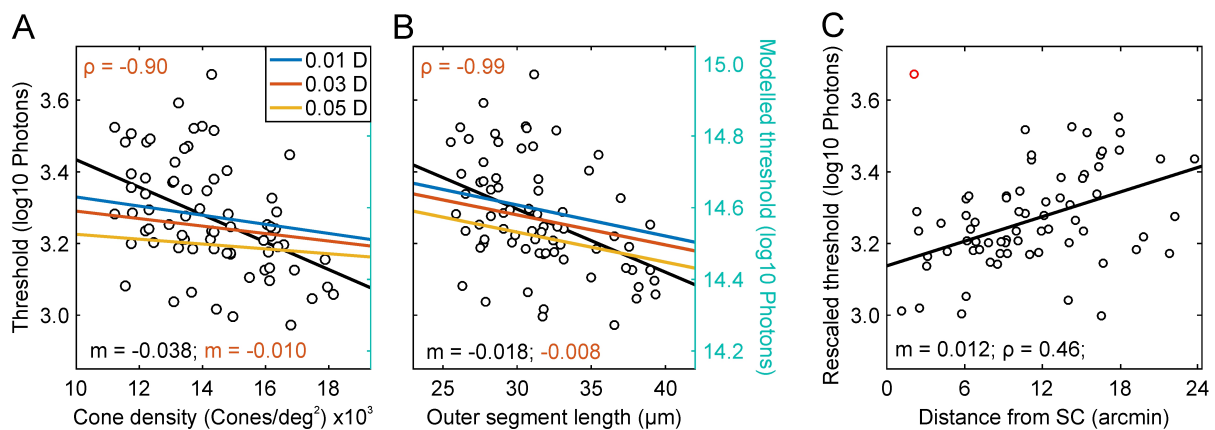 A
Threshold (log10 Photons)
3.6
3.4
3.2
3.0
ρ = -0.90
0.01 D
0.03 D
0.05 D
m = -0.038; m = -0.010
10 12 14 16 18
Cone density (Cones/deg²) x10³
B
ρ = -0.99
m = -0.018; -0.008
25 30 35 40
Outer segment length (µm)
15.0
14.8
14.6
14.4
14.2
Modelled threshold (log10 Photons)
C
Rescaled threshold (log10 Photons)
3.6
3.4
3.2
3.0
m = 0.012; ρ = 0.46;
0 6 12 18 24
Distance from SC (arcmin)